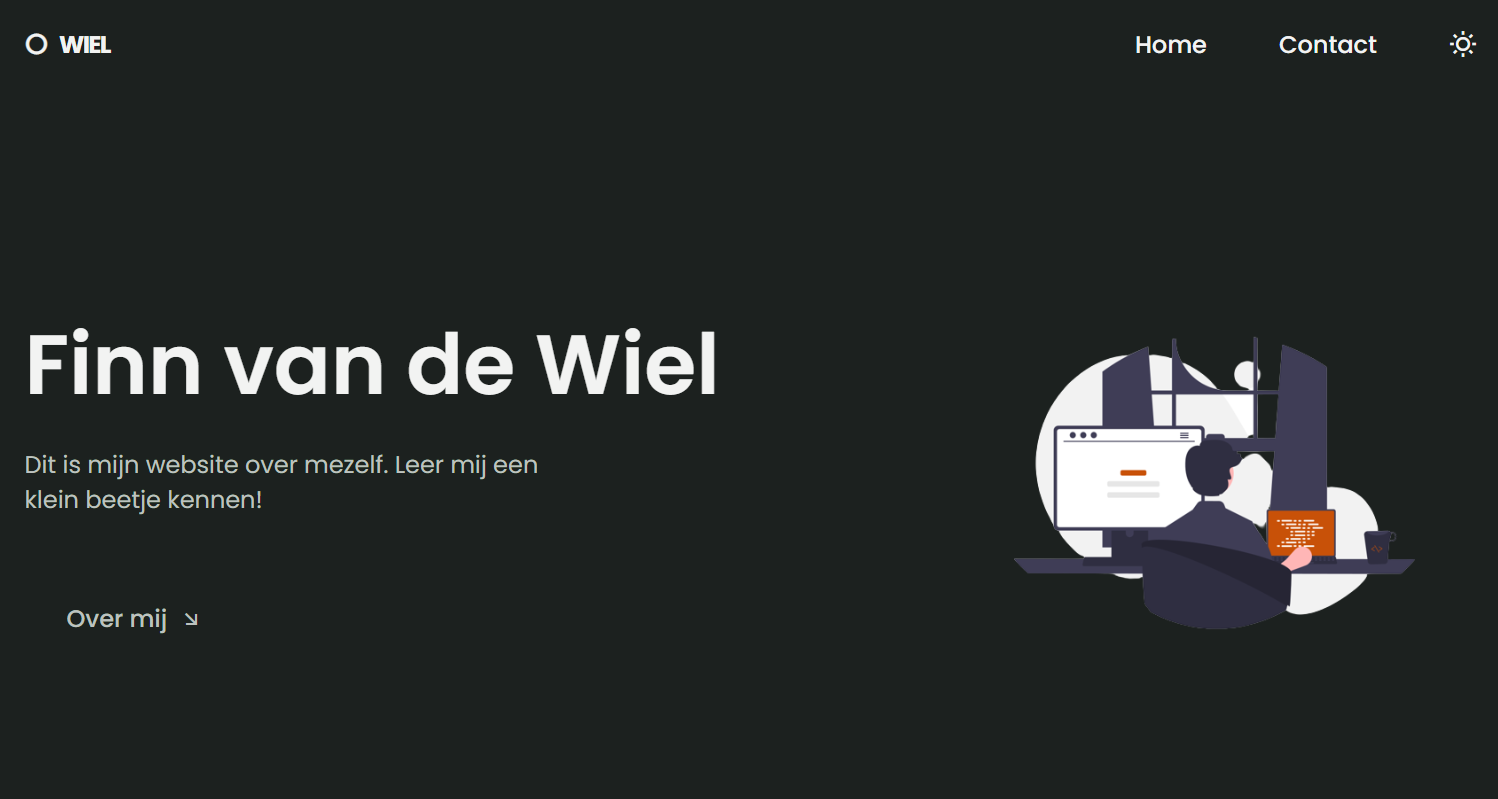 WIEL
Home
Contact
Finn van de Wiel
Dit is mijn website over mezelf. Leer mij een
klein beetje kennen!
Over mij